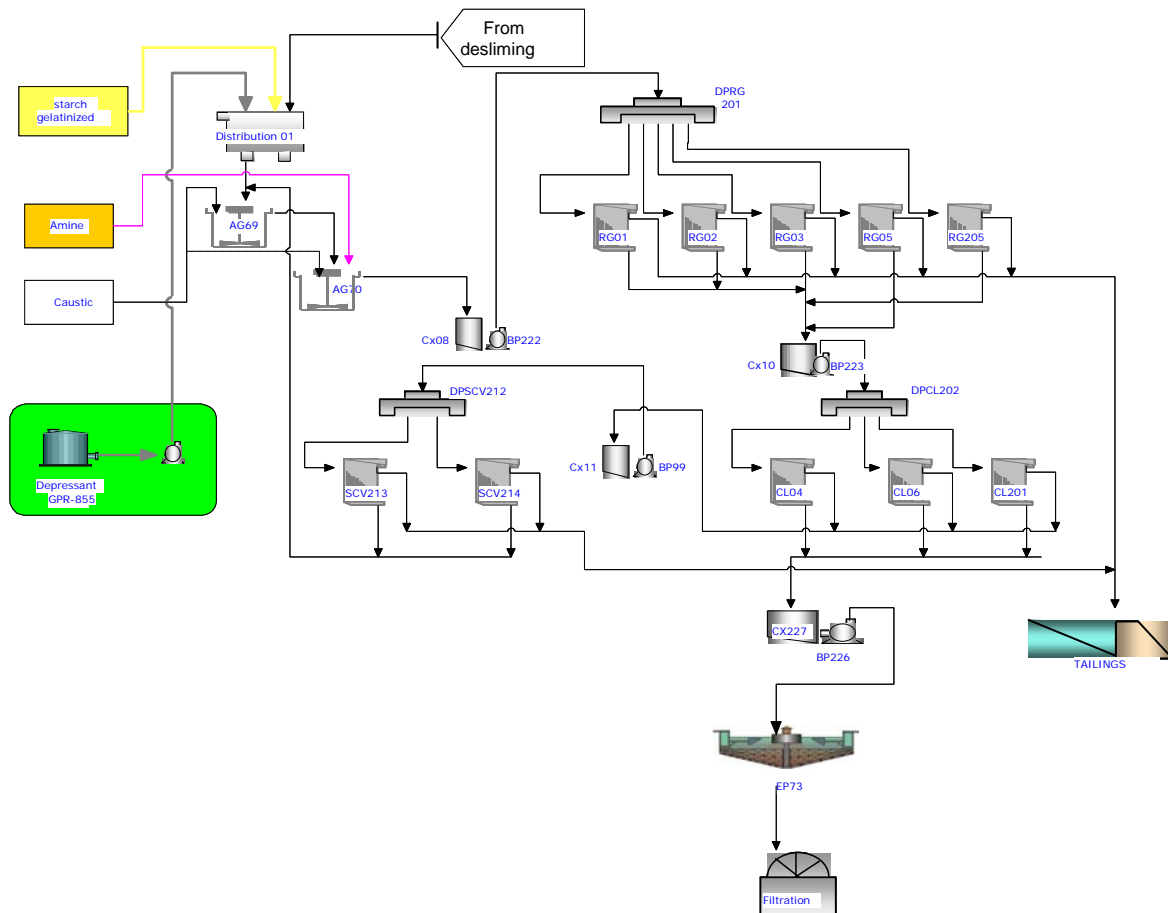 From
desliming
DPRG
201
starch
gelatinized
Distribution 01
Amine
AG69
RG01
RG02
RG03
RG05
RG205
AG70
Caustic
Cx08
BP222
Cx10
BP223
DPSCV212
DPCL202
Cx11
BP99
SCV213
SCV214
CL04
CL06
CL201
Depressant
GPR-855
CX227
BP226
TAILINGS
EP73
Filtration